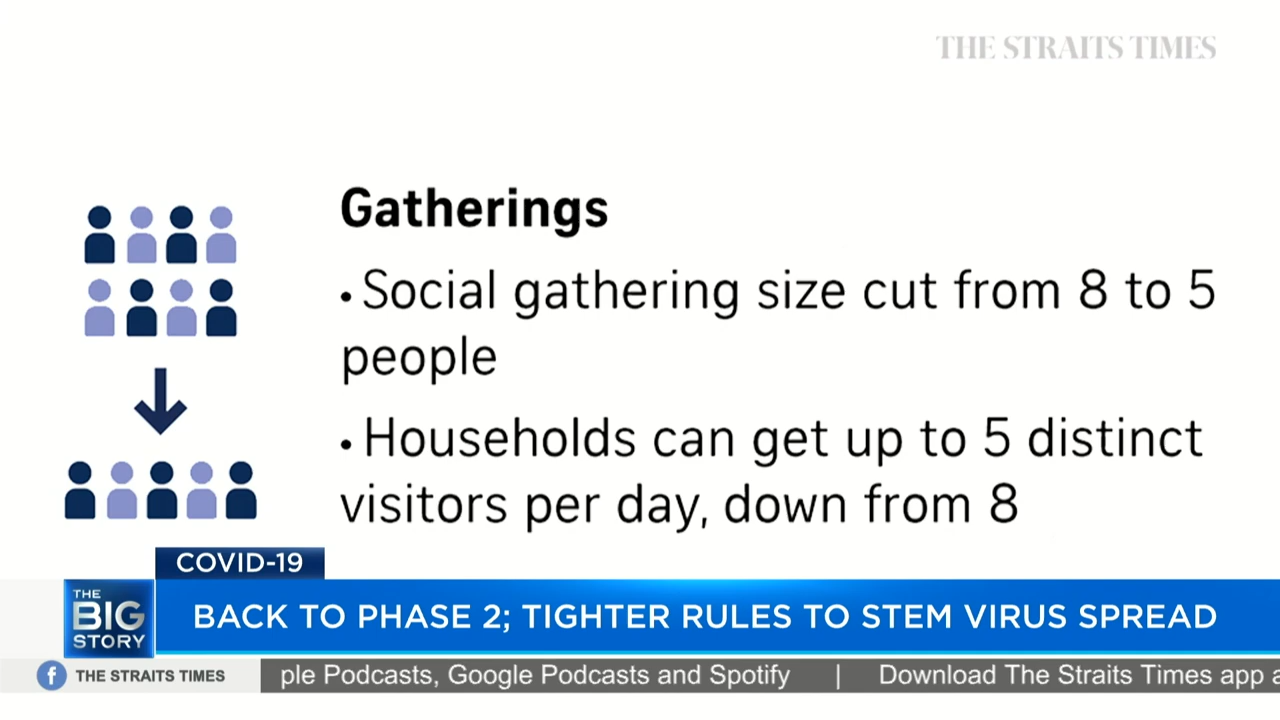 THE STRAITS TIMES
Gatherings
• Social gathering size cut from 8 to 5
people
• Households can get up to 5 distinct
visitors per day, down from 8
COVID-19
THE
BIG
STORY
BACK TO PHASE 2; TIGHTER RULES TO STEM VIRUS SPREAD
f THE STRAITS TIMES
ple Podcasts, Google Podcasts and Spotify | Download The Straits Times app a